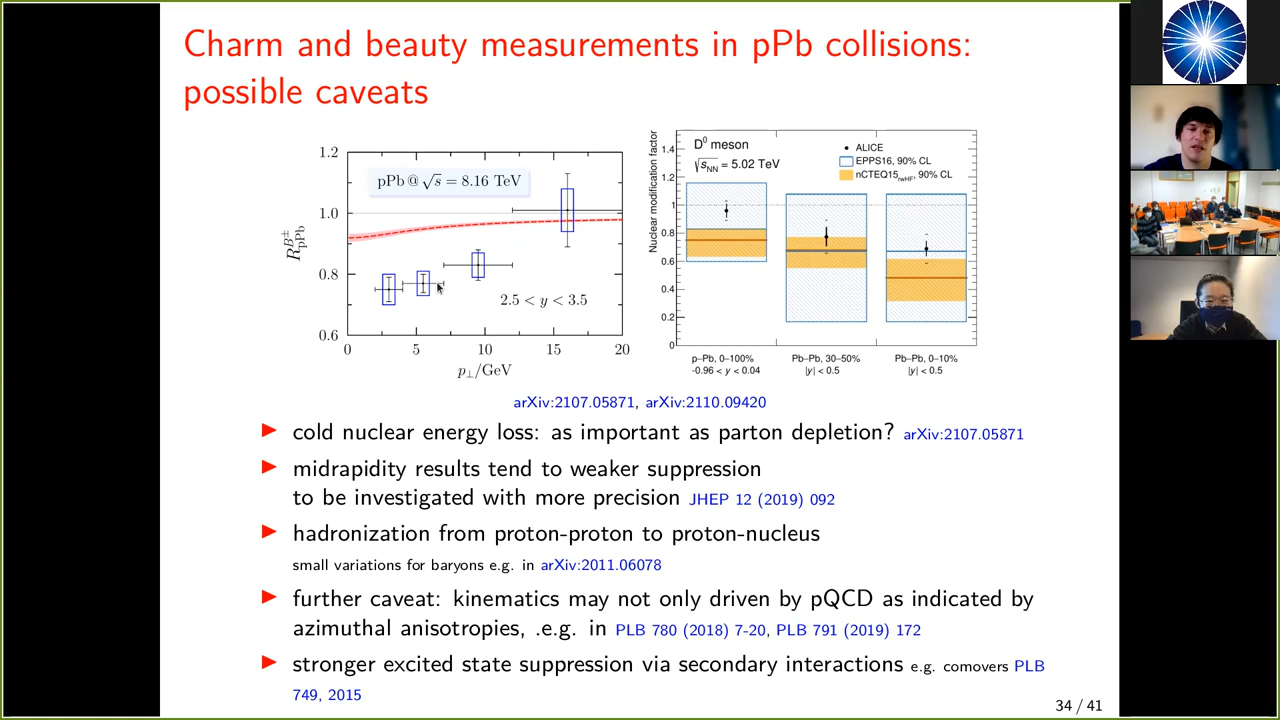 Charm and beauty measurements in pPb collisions:
possible caveats
1.2
1.0
0.8
0.6
R^{B±}_{pPb}
pPb @ √s = 8.16 TeV
2.5 < y < 3.5
0 5 10 15 20
p⊥/GeV
Nuclear modification factor
1.4
1.2
1
0.8
0.6
0.4
0.2
0
D⁰ meson
√s_NN = 5.02 TeV
ALICE
EPPS16, 90% CL
nCTEQ15_rwHF, 90% CL
p–Pb, 0–100% Pb–Pb, 30–50% Pb–Pb, 0–10%
-0.96 < y < 0.04 |y| < 0.5 |y| < 0.5
arXiv:2107.05871, arXiv:2110.09420
▶ cold nuclear energy loss: as important as parton depletion? arXiv:2107.05871
▶ midrapidity results tend to weaker suppression
to be investigated with more precision JHEP 12 (2019) 092
▶ hadronization from proton-proton to proton-nucleus
small variations for baryons e.g. in arXiv:2011.06078
▶ further caveat: kinematics may not only driven by pQCD as indicated by
azimuthal anisotropies, .e.g. in PLB 780 (2018) 7-20, PLB 791 (2019) 172
▶ stronger excited state suppression via secondary interactions e.g. comovers PLB
749, 2015
34 / 41